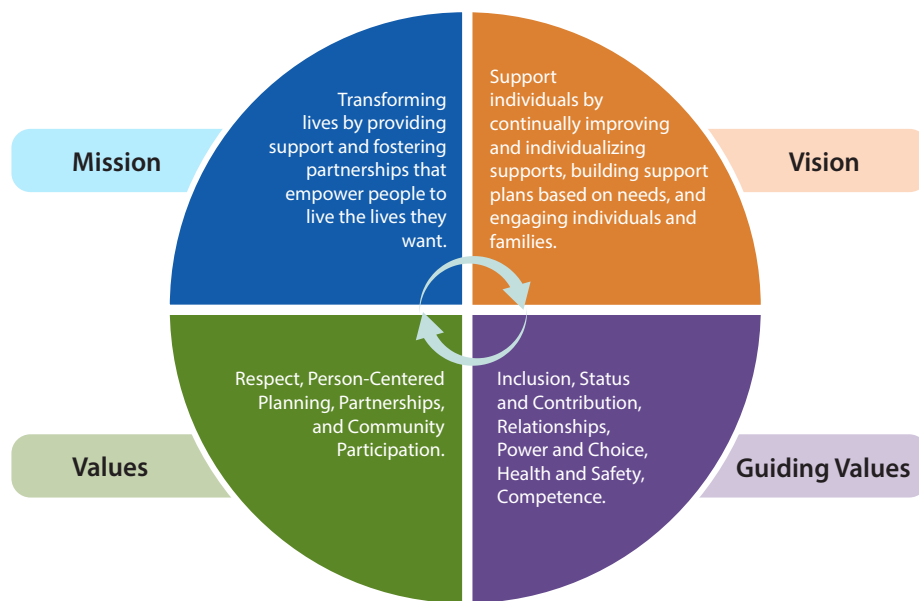 Mission
Transforming
lives by providing
support and fostering
partnerships that
empower people to
live the lives they
want.
Support
individuals by
continually improving
and individualizing
supports, building support
plans based on needs, and
engaging individuals and
families.
Vision
Values
Respect, Person-Centered
Planning, Partnerships,
and Community
Participation.
Inclusion, Status
and Contribution,
Relationships,
Power and Choice,
Health and Safety,
Competence.
Guiding Values